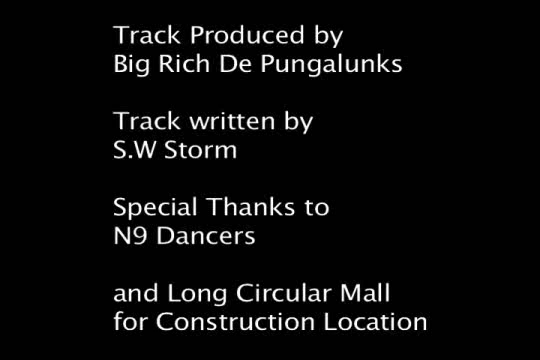 Track Produced by
Big Rich De Pungalunks
Track written by
S.W Storm
Special Thanks to
N9 Dancers
and Long Circular Mall
for Construction Location